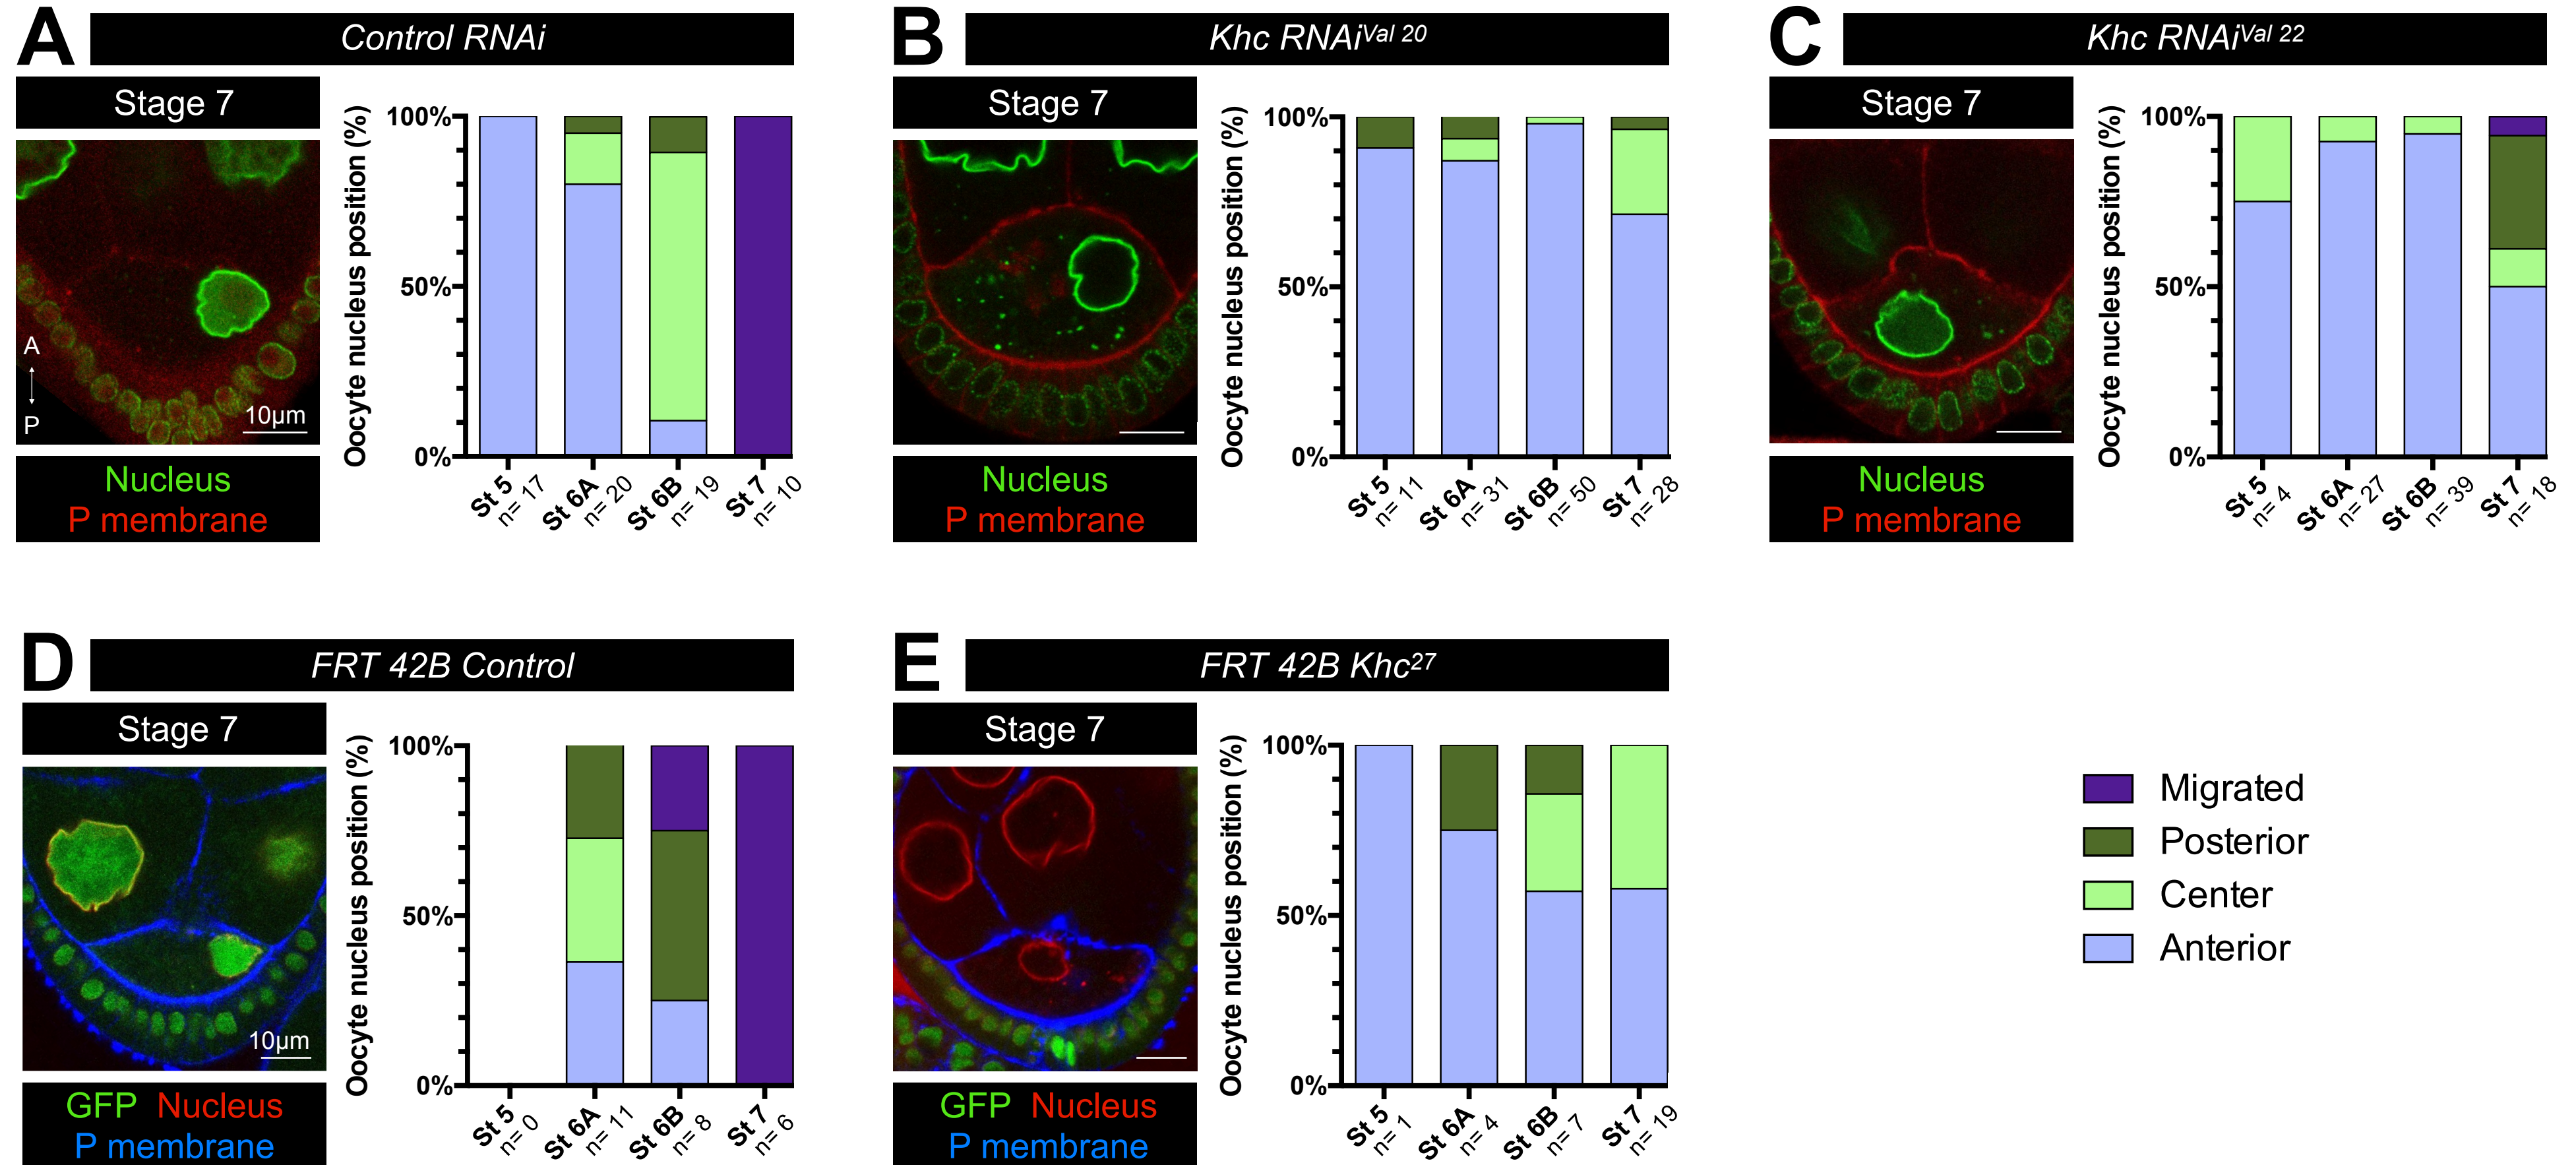 A
Control RNAi
Stage 7
A
P
10µm
Nucleus
P membrane
Oocyte nucleus position (%)
100%
50%
0%
St 5
n= 17
St 6A
n= 20
St 6B
n= 19
St 7
n= 10
B
Khc RNAi^Val 20
Stage 7
Nucleus
P membrane
Oocyte nucleus position (%)
100%
50%
0%
St 5
n= 11
St 6A
n= 31
St 6B
n= 50
St 7
n= 28
C
Khc RNAi^Val 22
Stage 7
Nucleus
P membrane
Oocyte nucleus position (%)
100%
50%
0%
St 5
n= 4
St 6A
n= 27
St 6B
n= 39
St 7
n= 18
D
FRT 42B Control
Stage 7
10µm
GFP Nucleus
P membrane
Oocyte nucleus position (%)
100%
50%
0%
St 5
n= 0
St 6A
n= 11
St 6B
n= 8
St 7
n= 6
E
FRT 42B Khc^27
Stage 7
GFP Nucleus
P membrane
Oocyte nucleus position (%)
100%
50%
0%
St 5
n= 1
St 6A
n= 4
St 6B
n= 7
St 7
n= 19
Migrated
Posterior
Center
Anterior